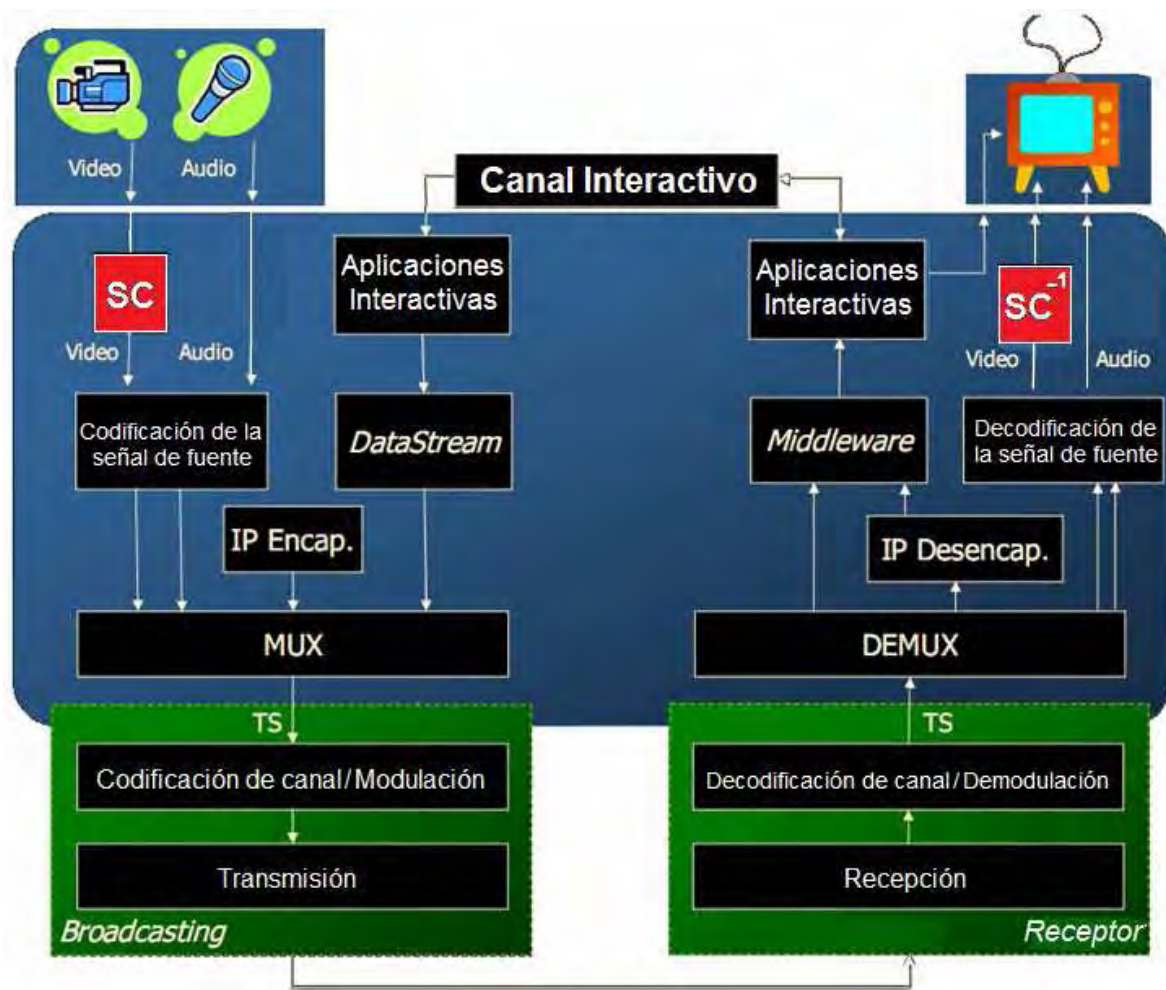 Video
Audio
Canal Interactivo
SC
Video
Audio
Aplicaciones
Interactivas
Codificación de la
señal de fuente
DataStream
IP Encap.
MUX
TS
Codificación de canal/Modulación
Transmisión
Broadcasting
Aplicaciones
Interactivas
SC⁻¹
Video
Audio
Middleware
Decodificación de
la señal de fuente
IP Desencap.
DEMUX
TS
Decodificación de canal/Demodulación
Recepción
Receptor